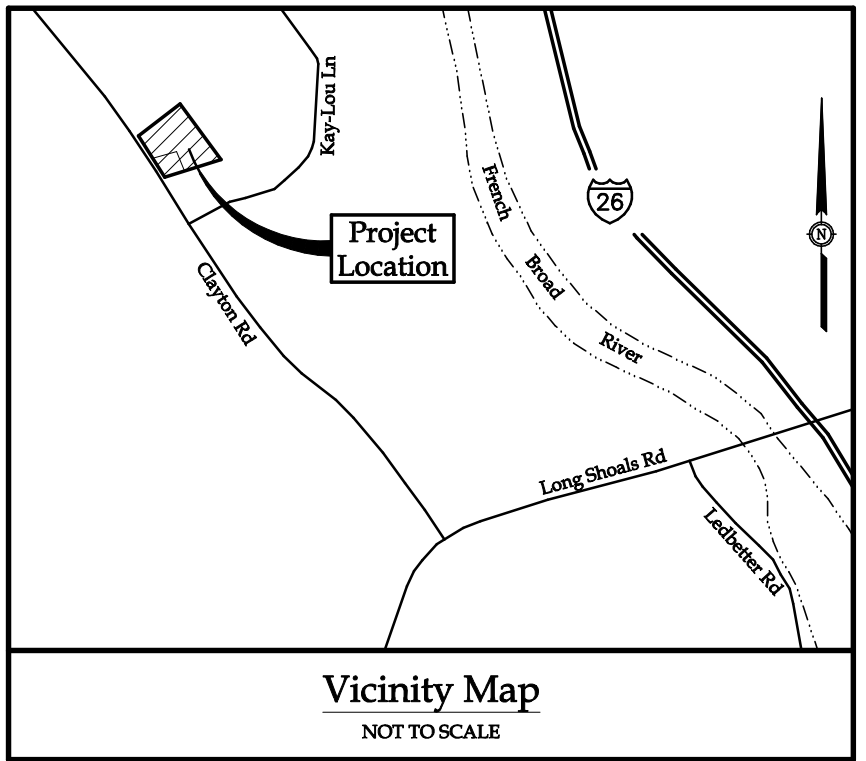 Kay-Lou Ln
French
Broad
River
26
N
Project
Location
Clayton Rd
Long Shoals Rd
Ledbetter Rd
Vicinity Map
NOT TO SCALE